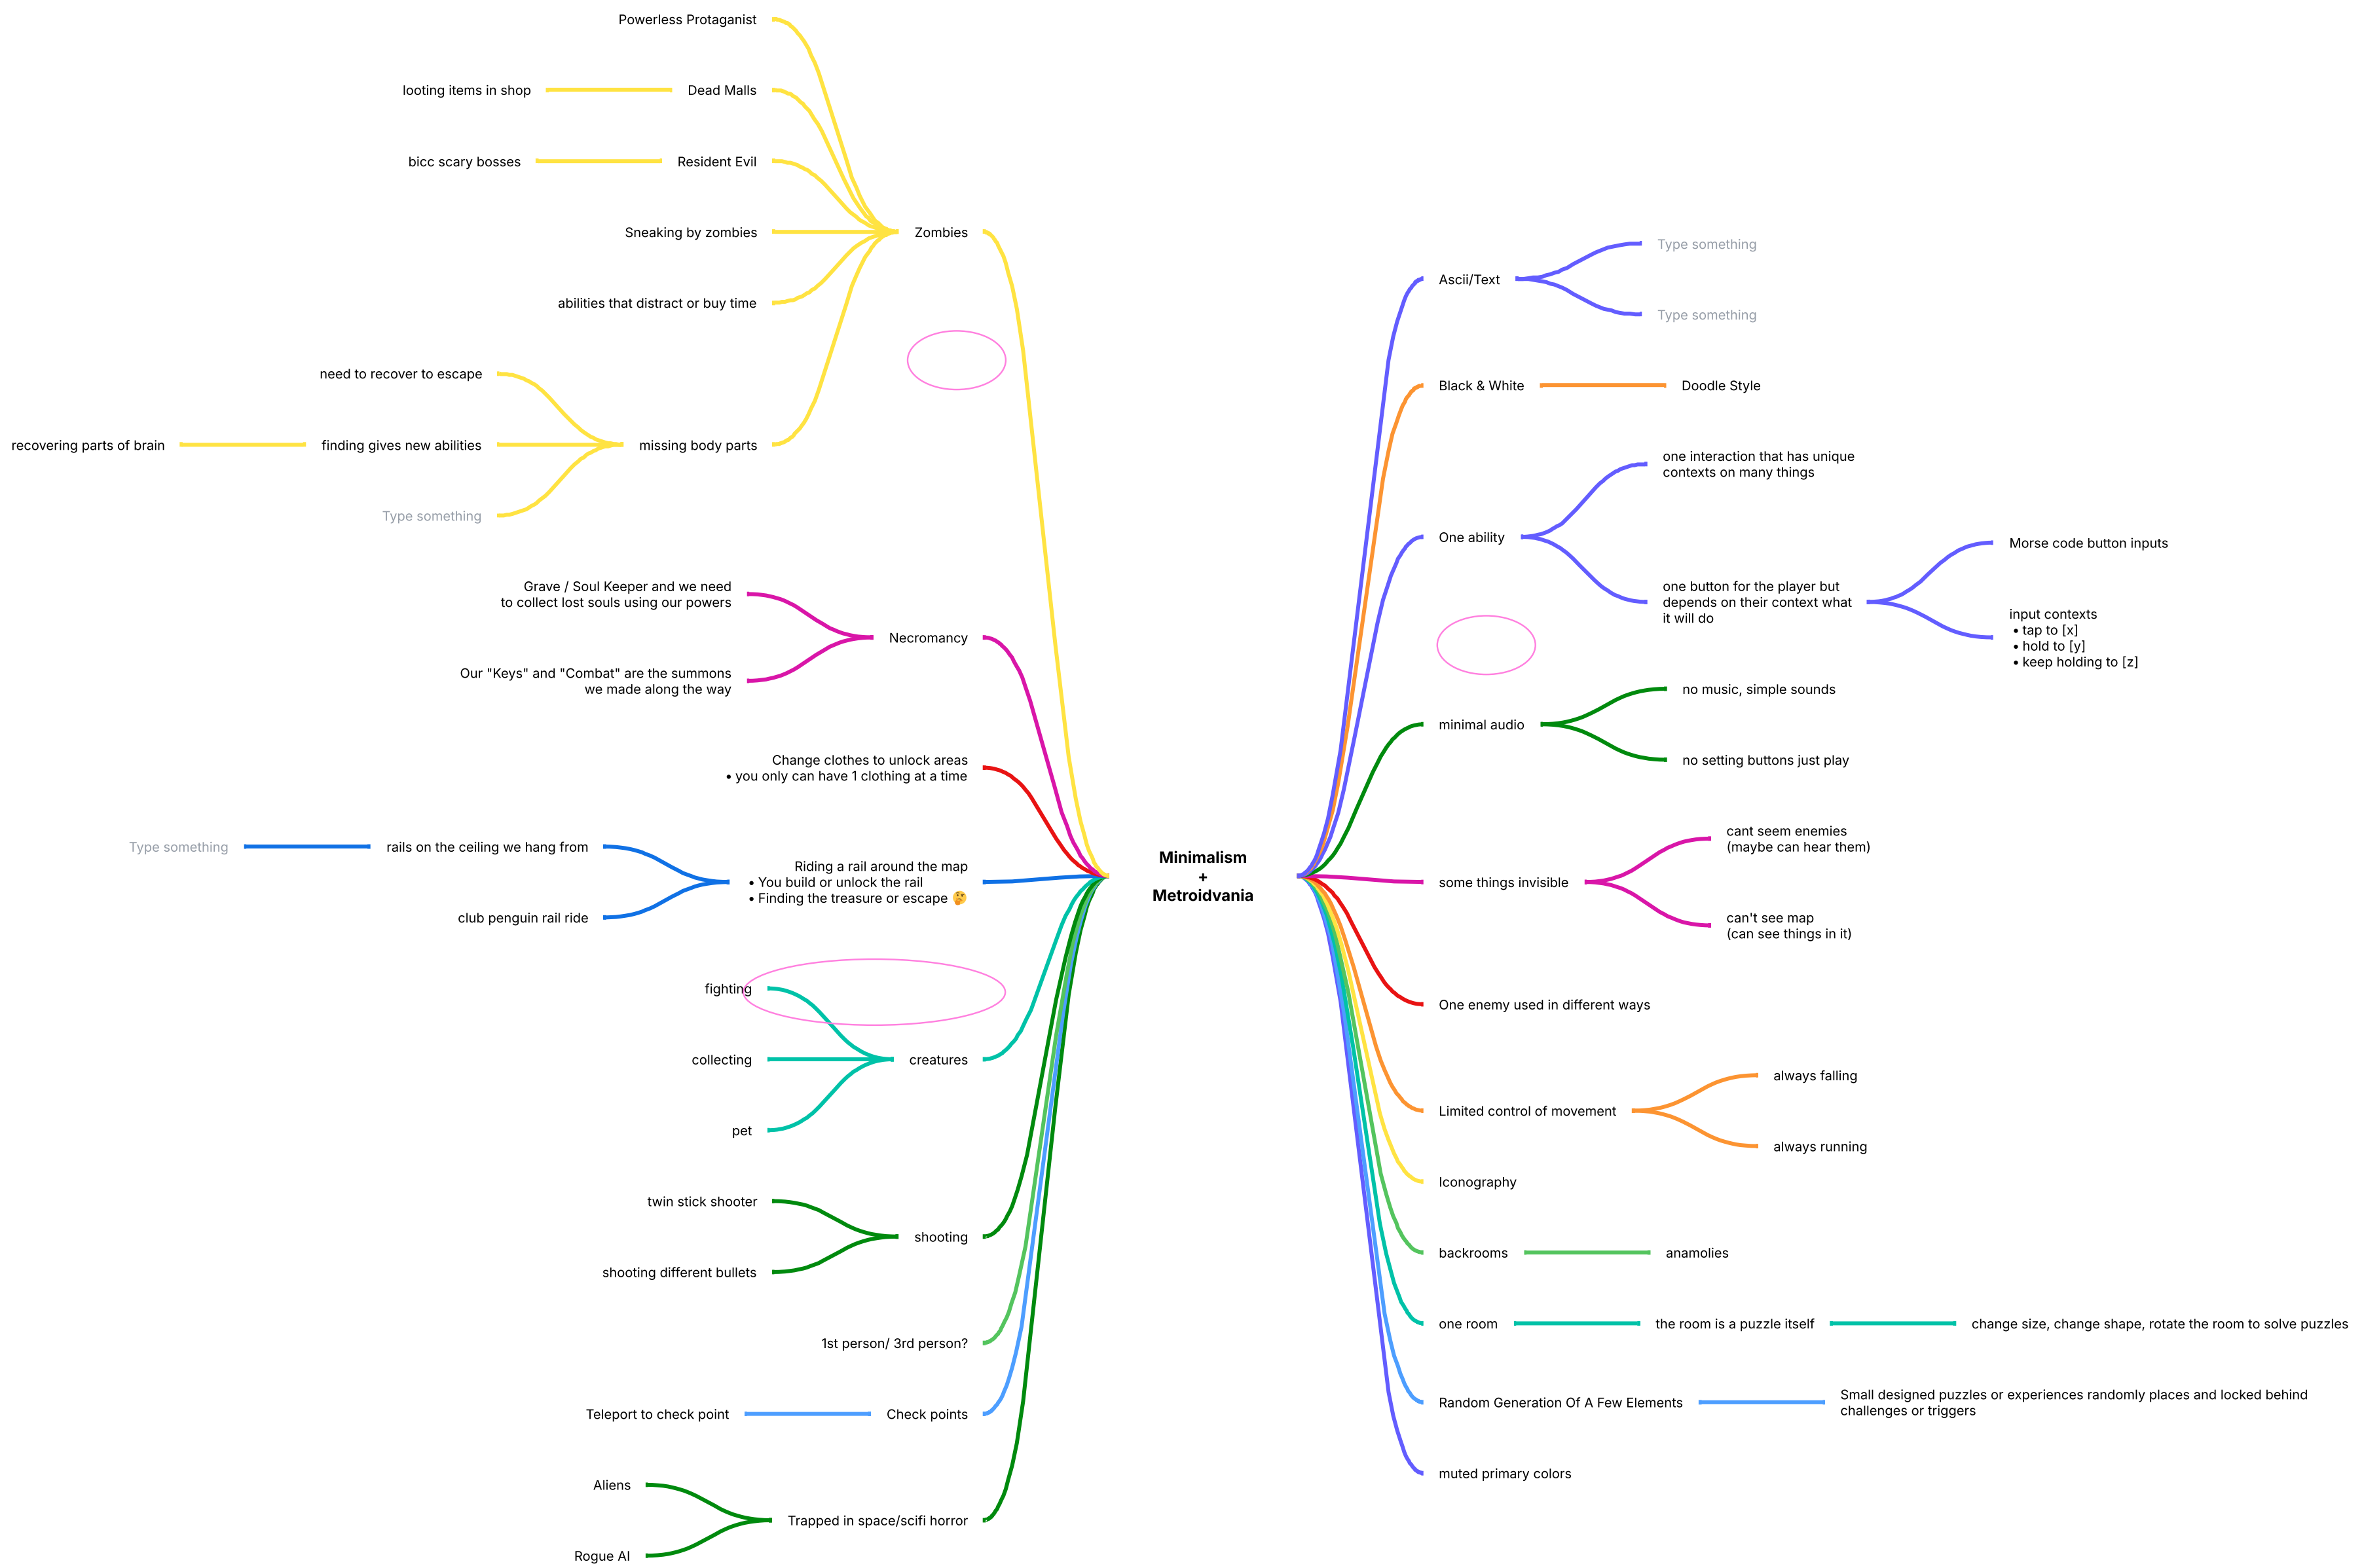 Powerless Protaganist
looting items in shop
Dead Malls
bicc scary bosses
Resident Evil
Sneaking by zombies
Zombies
abilities that distract or buy time
need to recover to escape
recovering parts of brain
finding gives new abilities
missing body parts
Type something
Grave / Soul Keeper and we need
to collect lost souls using our powers
Necromancy
Our "Keys" and "Combat" are the summons
we made along the way
Change clothes to unlock areas
• you only can have 1 clothing at a time
Type something
rails on the ceiling we hang from
Riding a rail around the map
• You build or unlock the rail
• Finding the treasure or escape 🤔
club penguin rail ride
fighting
collecting
creatures
pet
twin stick shooter
shooting
shooting different bullets
1st person/ 3rd person?
Teleport to check point
Check points
Aliens
Trapped in space/scifi horror
Rogue AI
Minimalism
+
Metroidvania
Type something
Ascii/Text
Type something
Black & White
Doodle Style
one interaction that has unique
contexts on many things
One ability
Morse code button inputs
one button for the player but
depends on their context what
it will do
input contexts
• tap to [x]
• hold to [y]
• keep holding to [z]
no music, simple sounds
minimal audio
no setting buttons just play
cant seem enemies
(maybe can hear them)
some things invisible
can't see map
(can see things in it)
One enemy used in different ways
always falling
Limited control of movement
always running
Iconography
backrooms
anamolies
one room
the room is a puzzle itself
change size, change shape, rotate the room to solve puzzles
Random Generation Of A Few Elements
Small designed puzzles or experiences randomly places and locked behind
challenges or triggers
muted primary colors